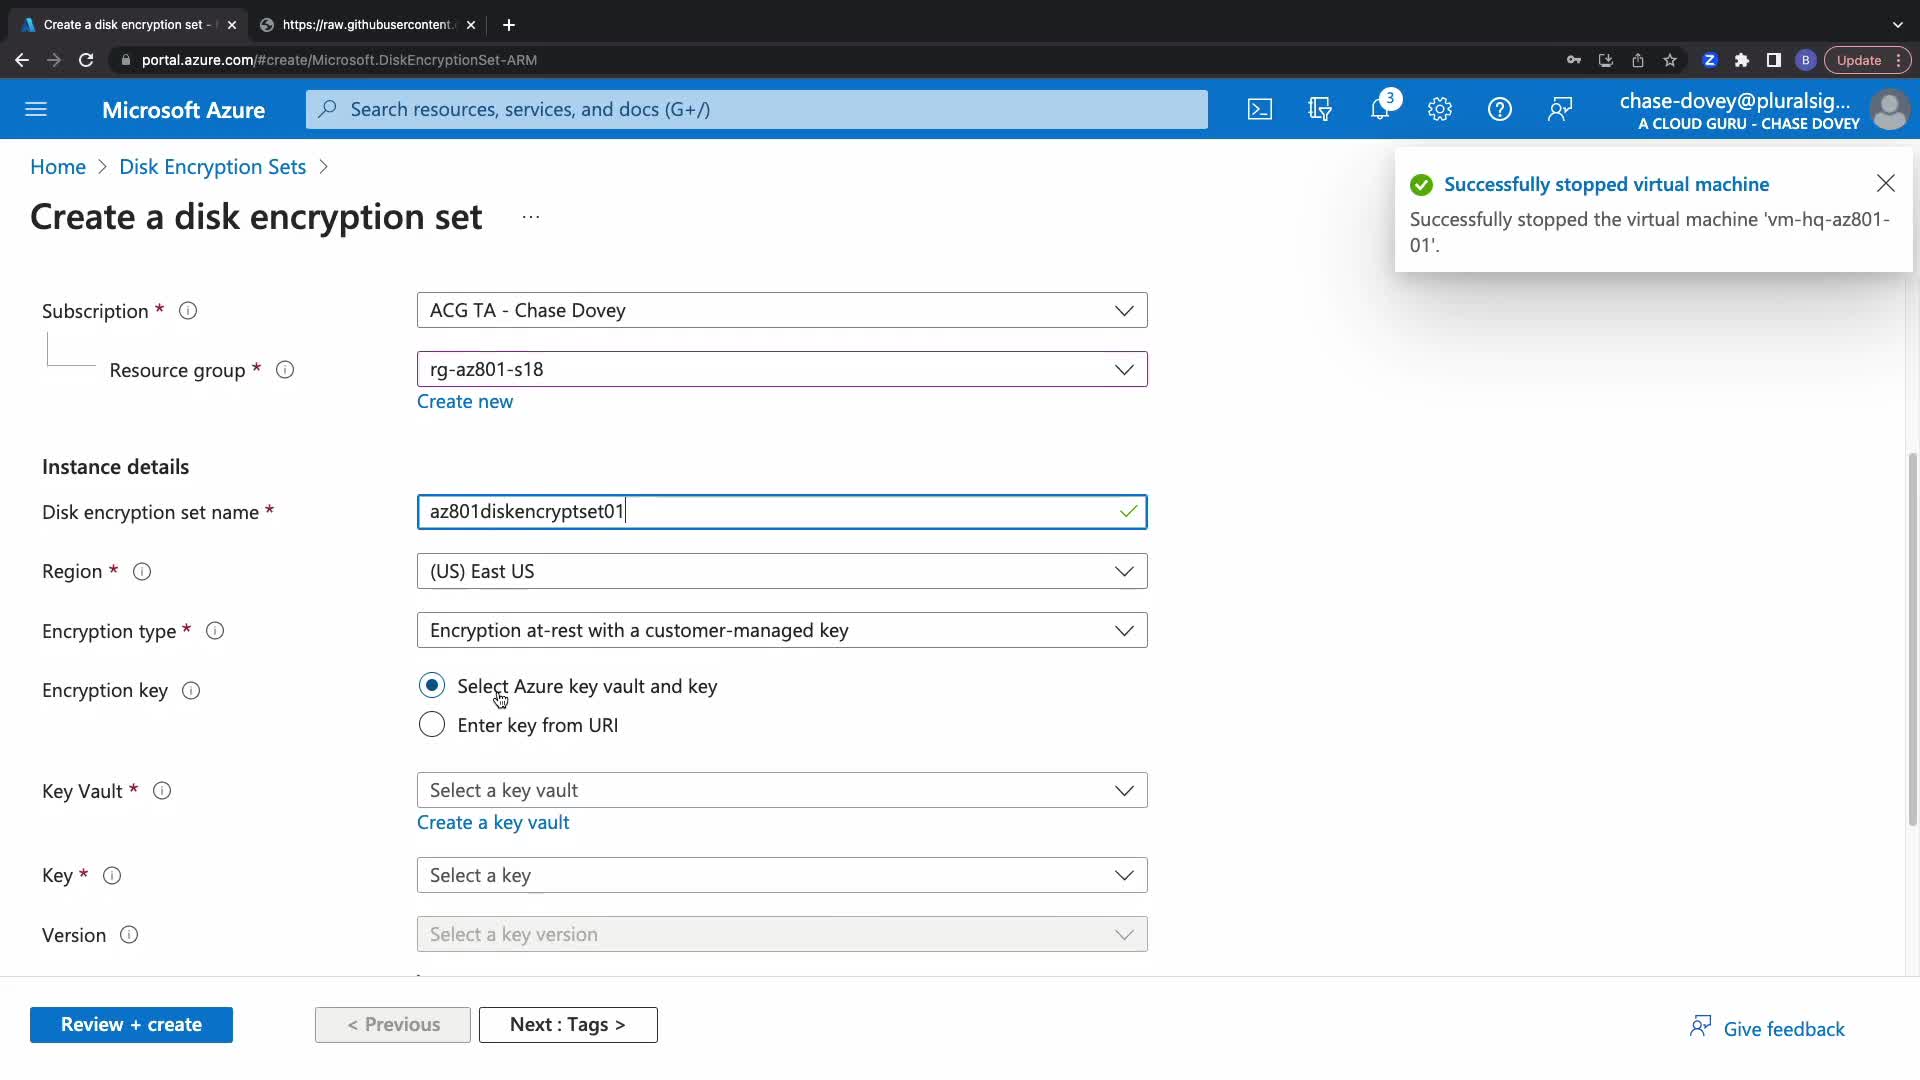 Create a disk encryption set -
https://raw.githubusercontent.
portal.azure.com/#create/Microsoft.DiskEncryptionSet-ARM
Z
B
Update
Microsoft Azure
Search resources, services, and docs (G+/)
3
chase-dovey@pluralsig...
A CLOUD GURU - CHASE DOVEY
Home > Disk Encryption Sets >
Create a disk encryption set ...
Successfully stopped virtual machine
Successfully stopped the virtual machine 'vm-hq-az801-
01'.
Subscription *
ACG TA - Chase Dovey
Resource group *
rg-az801-s18
Create new
Instance details
Disk encryption set name *
az801diskencryptset01
Region *
(US) East US
Encryption type *
Encryption at-rest with a customer-managed key
Encryption key
Select Azure key vault and key
Enter key from URI
Key Vault *
Select a key vault
Create a key vault
Key *
Select a key
Version
Select a key version
Review + create
< Previous
Next : Tags >
Give feedback